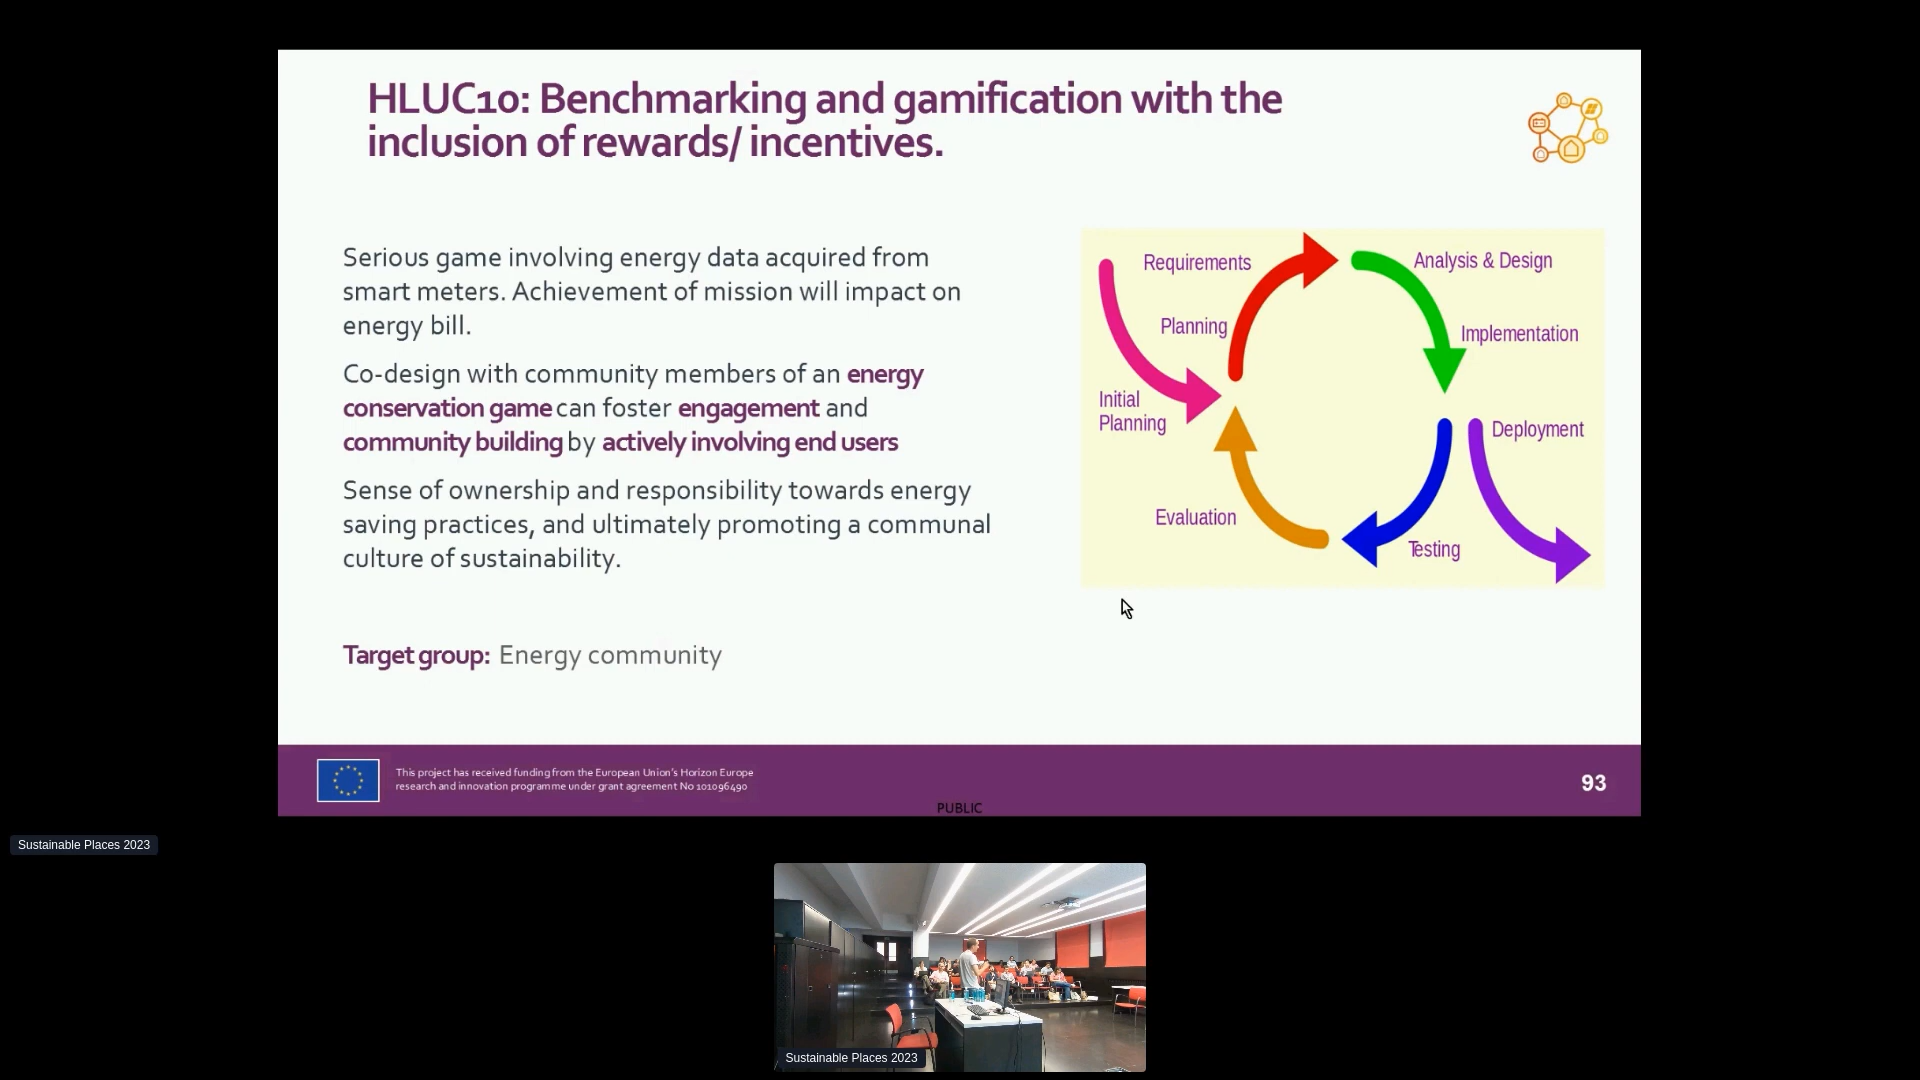 HLUC10: Benchmarking and gamification with the
inclusion of rewards/ incentives.
Serious game involving energy data acquired from
smart meters. Achievement of mission will impact on
energy bill.
Co-design with community members of an energy
conservation game can foster engagement and
community building by actively involving end users
Sense of ownership and responsibility towards energy
saving practices, and ultimately promoting a communal
culture of sustainability.
Target group: Energy community
Requirements
Analysis & Design
Planning
Implementation
Initial
Planning
Deployment
Evaluation
Testing
This project has received funding from the European Union's Horizon Europe
research and innovation programme under grant agreement No 101096490
93
PUBLIC
Sustainable Places 2023
Sustainable Places 2023